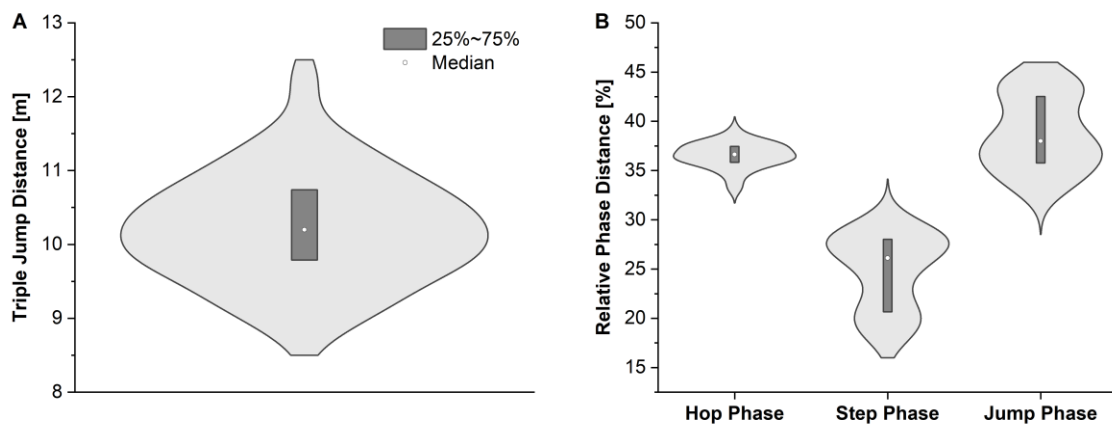 A
Triple Jump Distance [m]
13
12
11
10
9
8
25%~75%
Median
B
Relative Phase Distance [%]
50
45
40
35
30
25
20
15
Hop Phase Step Phase Jump Phase